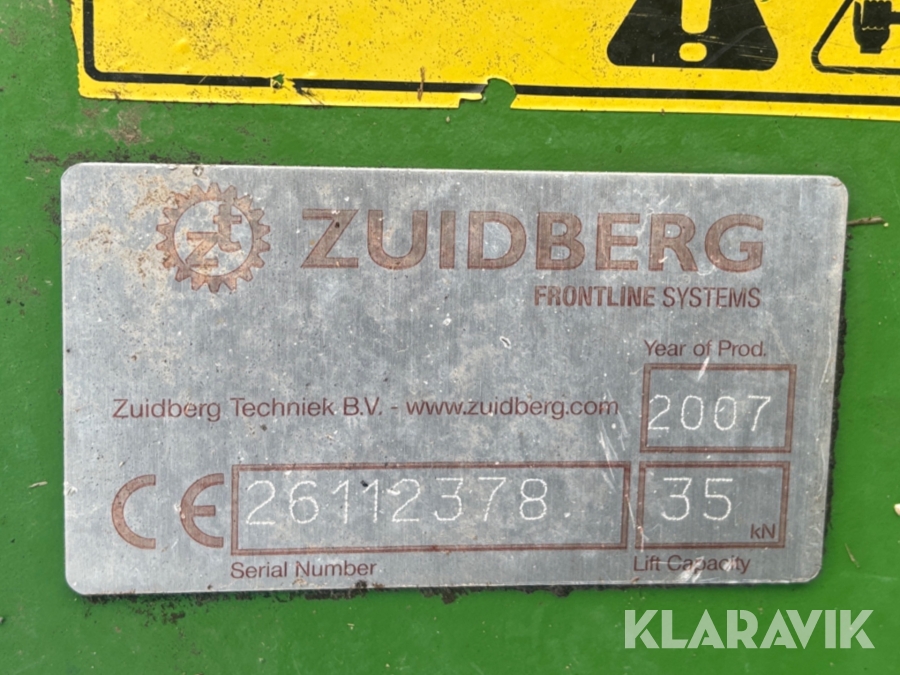 ZUIDBERG
FRONTLINE SYSTEMS
Year of Prod.
Zuidberg Techniek B.V. - www.zuidberg.com
2007
CE
26112378.
35
kN
Serial Number
Lift Capacity
KLARAVIK